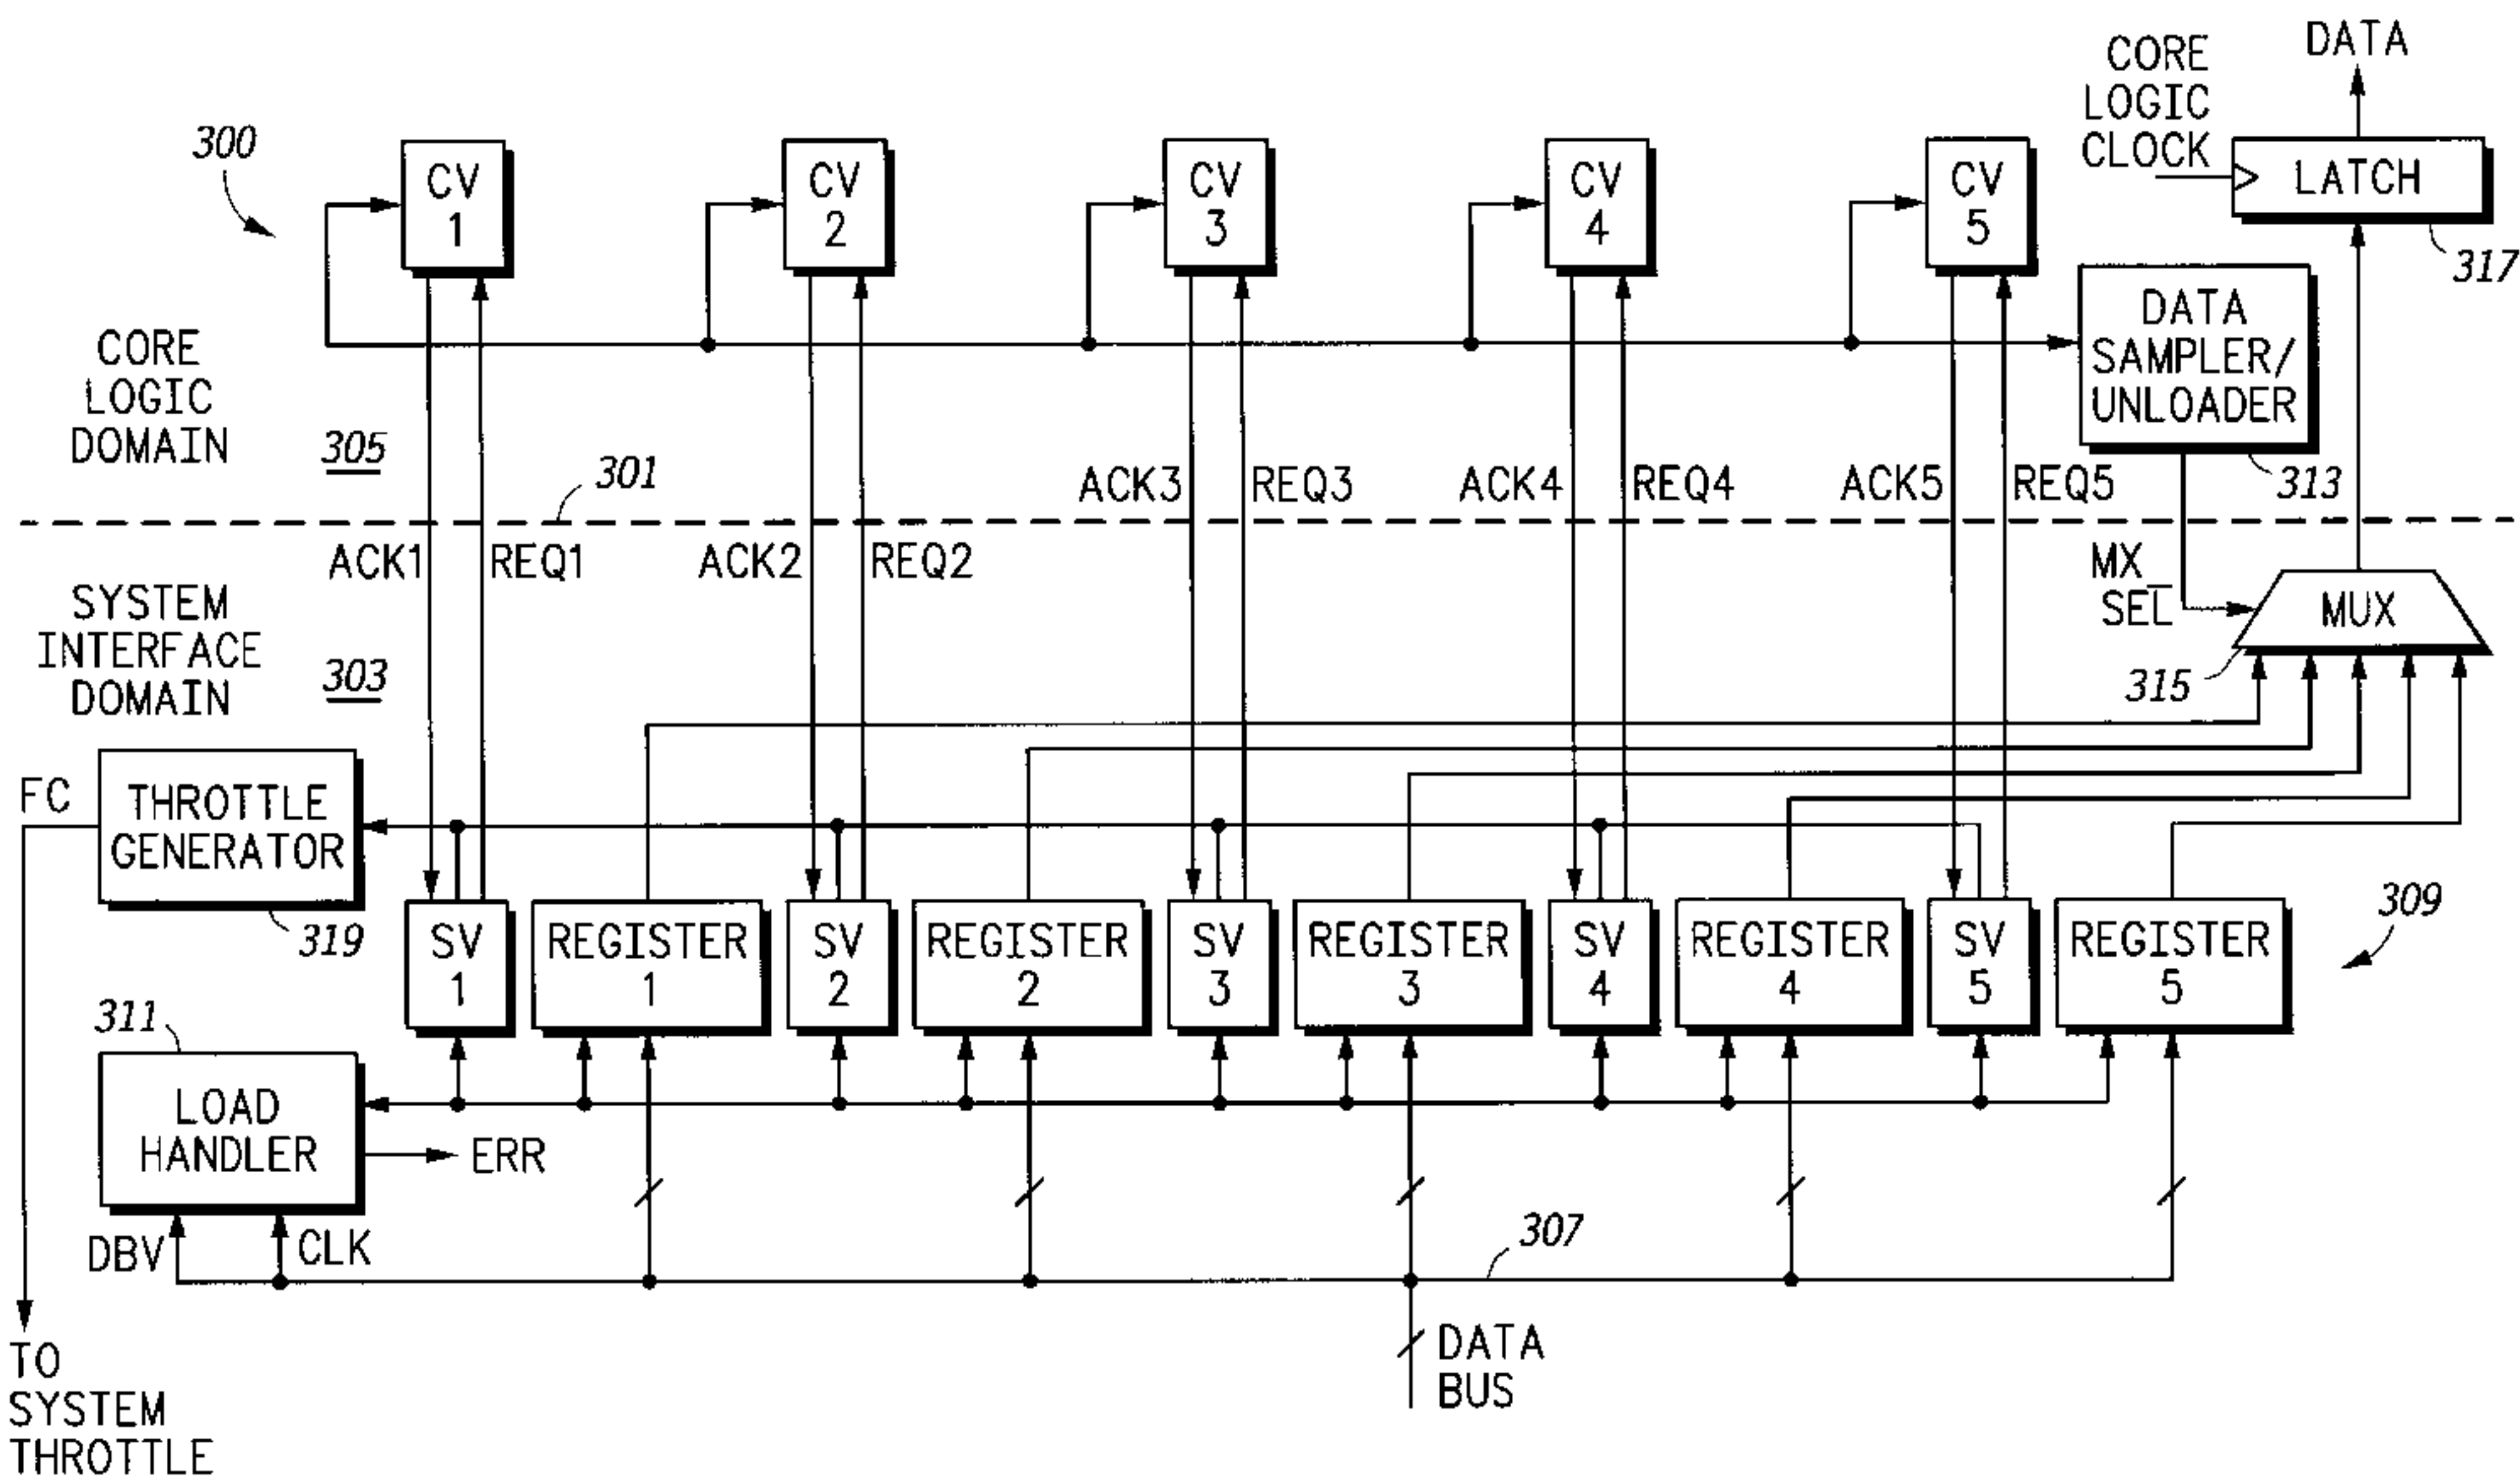 DATA
CORE
LOGIC
CLOCK
300
CV
1
CV
2
CV
3
CV
4
CV
5
LATCH
317
DATA
SAMPLER/
UNLOADER
313
CORE
LOGIC
DOMAIN
305
301
ACK3
REQ3
ACK4
REQ4
ACK5
REQ5
ACK1
REQ1
ACK2
REQ2
MX_
SEL
MUX
315
SYSTEM
INTERFACE
DOMAIN
303
FC
THROTTLE
GENERATOR
319
SV
1
REGISTER
1
SV
2
REGISTER
2
SV
3
REGISTER
3
SV
4
REGISTER
4
SV
5
REGISTER
5
309
311
LOAD
HANDLER
ERR
DBV
CLK
307
DATA
BUS
TO
SYSTEM
THROTTLE